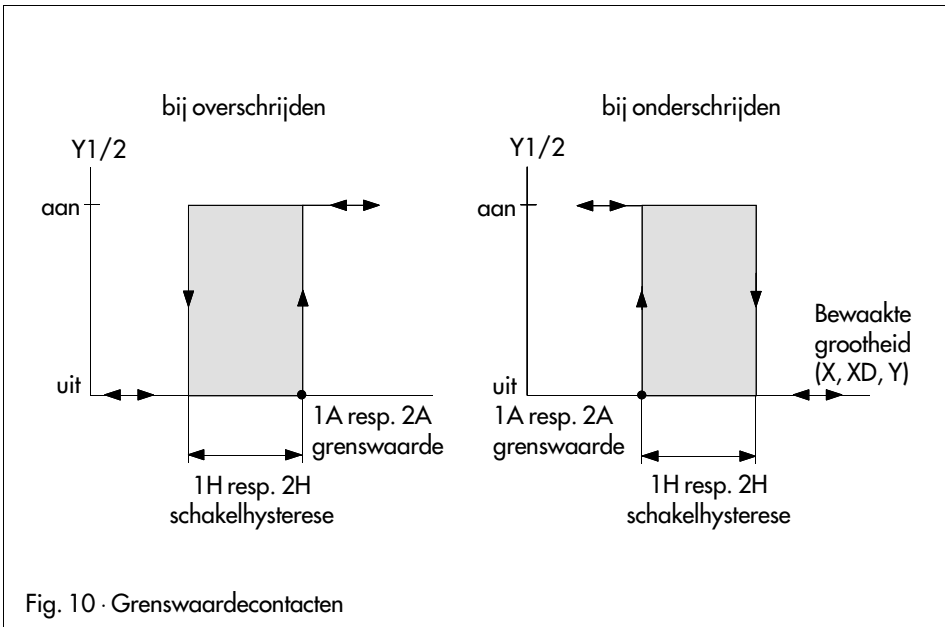 bij overschrijden
Y1/2
aan
uit
1A resp. 2A
grenswaarde
1H resp. 2H
schakelhysterese
bij onderschrijden
Y1/2
aan
uit
1A resp. 2A
grenswaarde
1H resp. 2H
schakelhysterese
Bewaakte
grootheid
(X, XD, Y)
Fig. 10 · Grenswaardecontacten